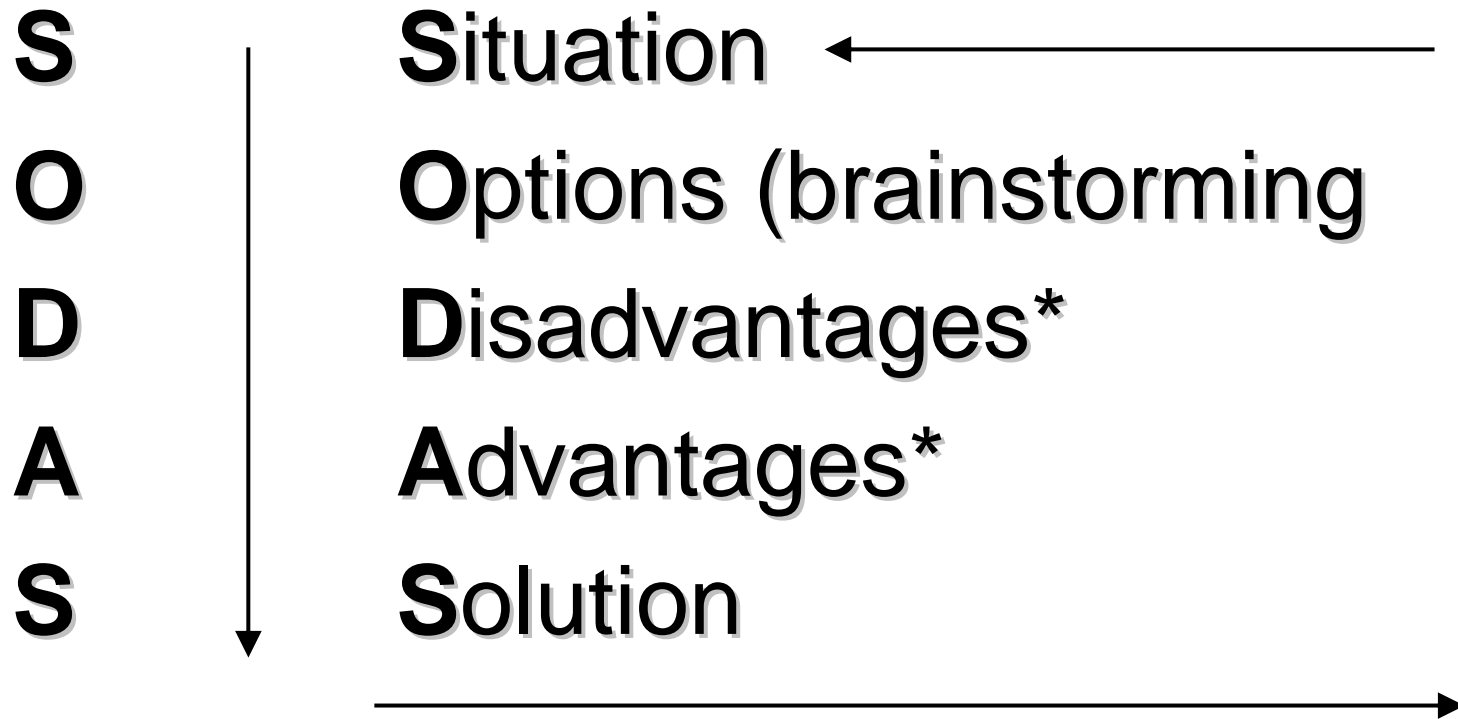 S Situation
O Options (brainstorming
D Disadvantages*
A Advantages*
S Solution